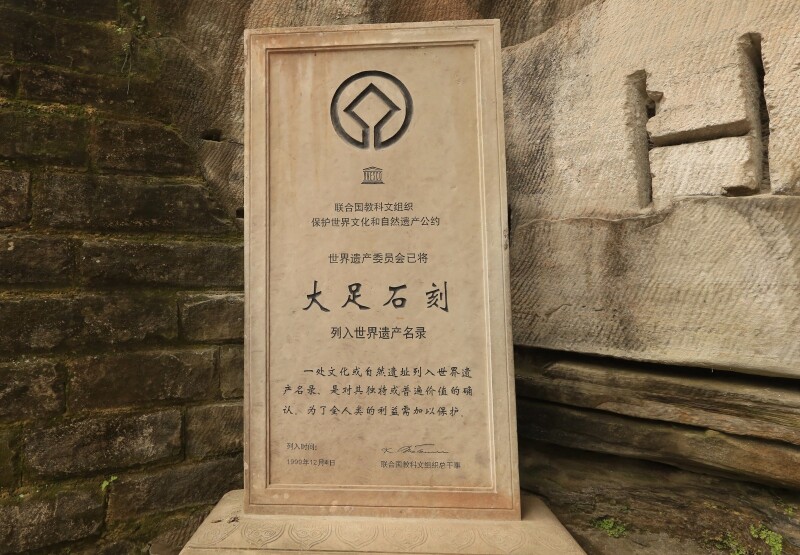 UNESCO
联合国教科文组织
保护世界文化和自然遗产公约
世界遗产委员会已将
大足石刻
列入世界遗产名录
一处文化或自然遗址列入世界遗
产名录，是对其独特或普遍价值的确
认，为了全人类的利益需加以保护。
列入时间：
1999年12月日
联合国教科文组织总干事